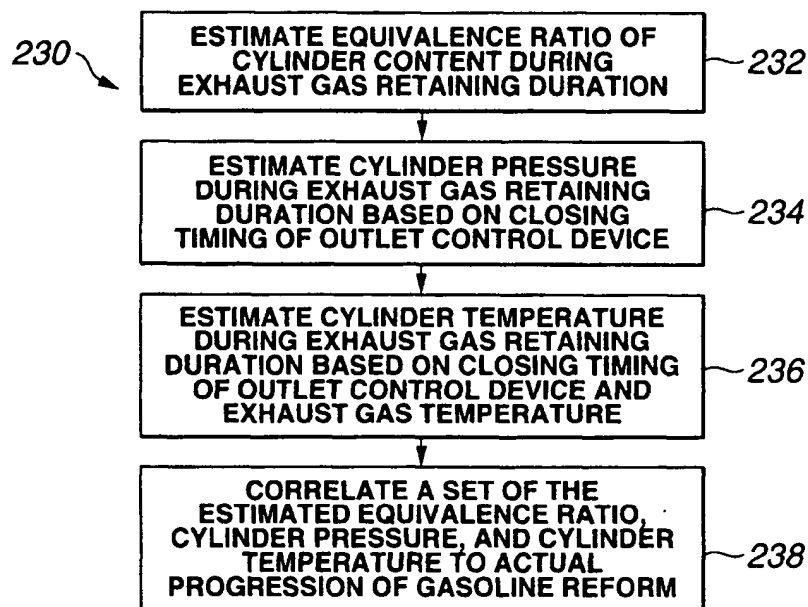 230
ESTIMATE EQUIVALENCE RATIO OF
CYLINDER CONTENT DURING
EXHAUST GAS RETAINING DURATION
232
ESTIMATE CYLINDER PRESSURE
DURING EXHAUST GAS RETAINING
DURATION BASED ON CLOSING
TIMING OF OUTLET CONTROL DEVICE
234
ESTIMATE CYLINDER TEMPERATURE
DURING EXHAUST GAS RETAINING
DURATION BASED ON CLOSING TIMING
OF OUTLET CONTROL DEVICE AND
EXHAUST GAS TEMPERATURE
236
CORRELATE A SET OF THE
ESTIMATED EQUIVALENCE RATIO,
CYLINDER PRESSURE, AND CYLINDER
TEMPERATURE TO ACTUAL
PROGRESSION OF GASOLINE REFORM
238